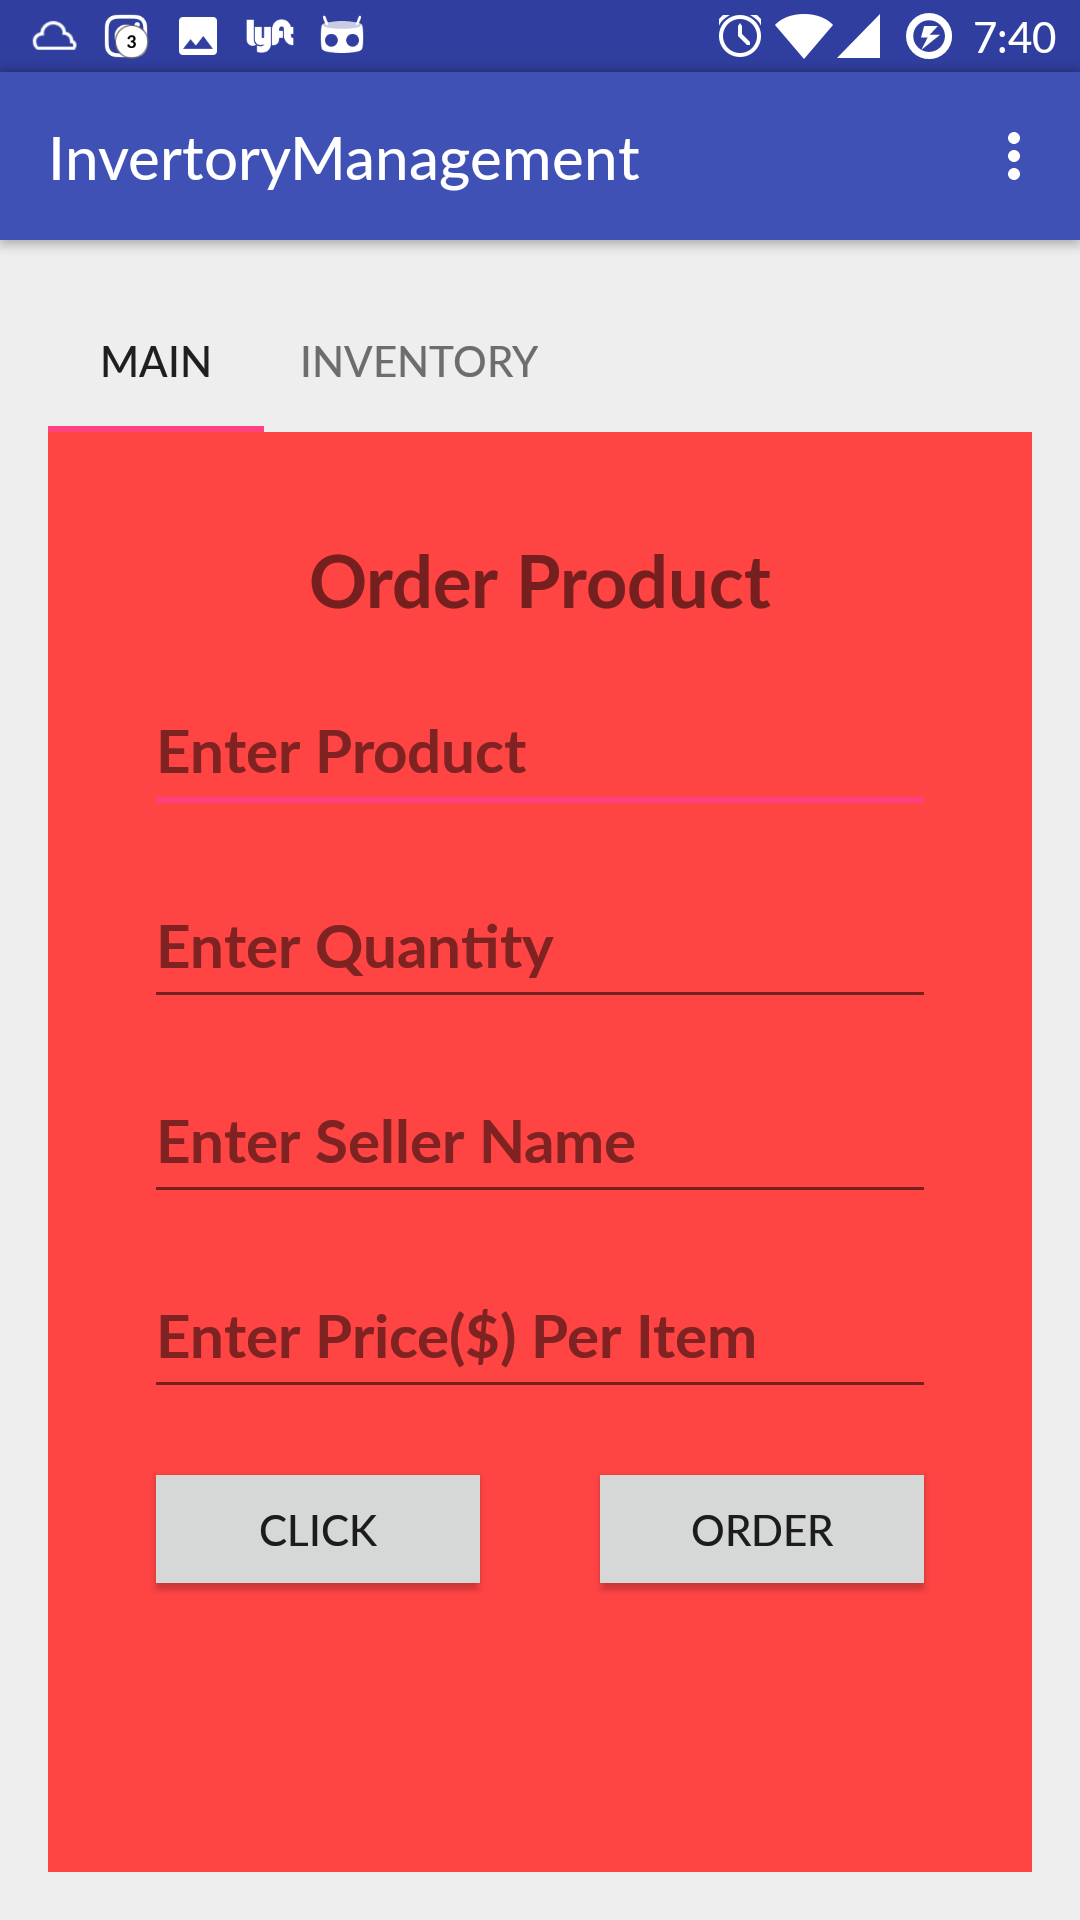 3 lyft 7:40
InvertoryManagement
MAIN INVENTORY
Order Product
Enter Product
Enter Quantity
Enter Seller Name
Enter Price($) Per Item
CLICK ORDER